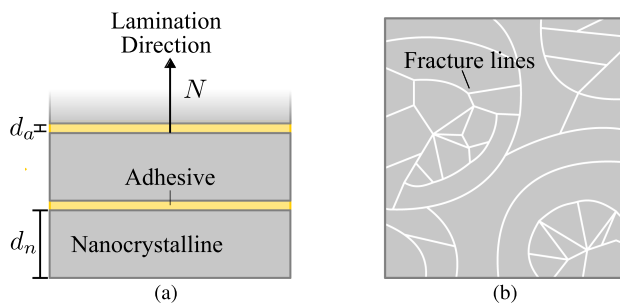 Lamination
Direction
N
d_a
Adhesive
d_n
Nanocrystalline
(a)
Fracture lines
(b)